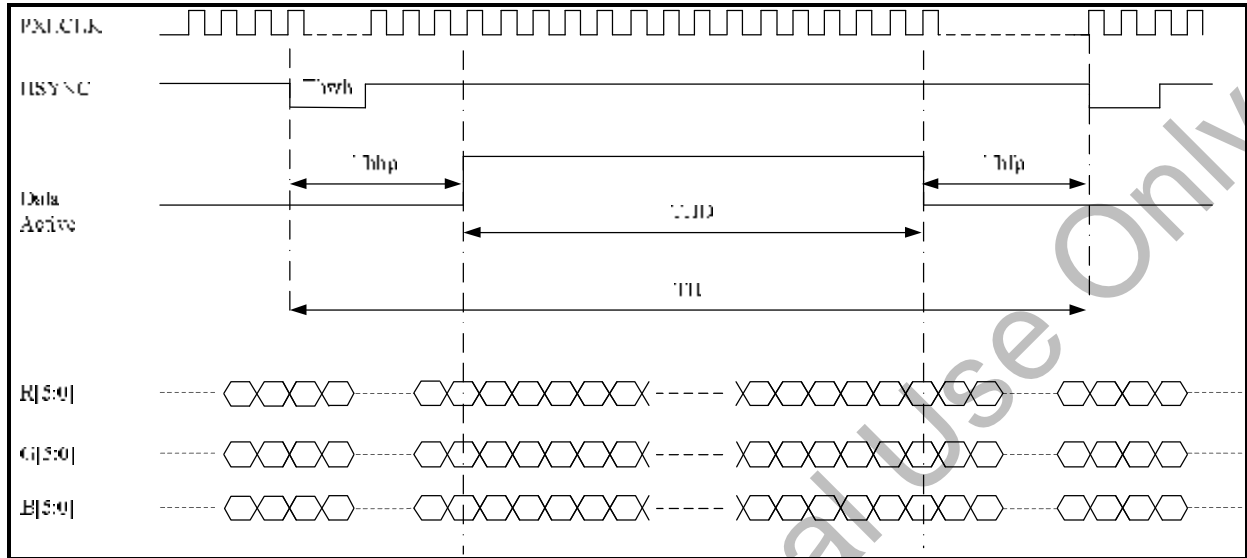 PXLCLK
HSYNC
Thwh
Thbp
Thfp
Data
Active
THD
TH
R[5:0]
G[5:0]
B[5:0]
al Use Only